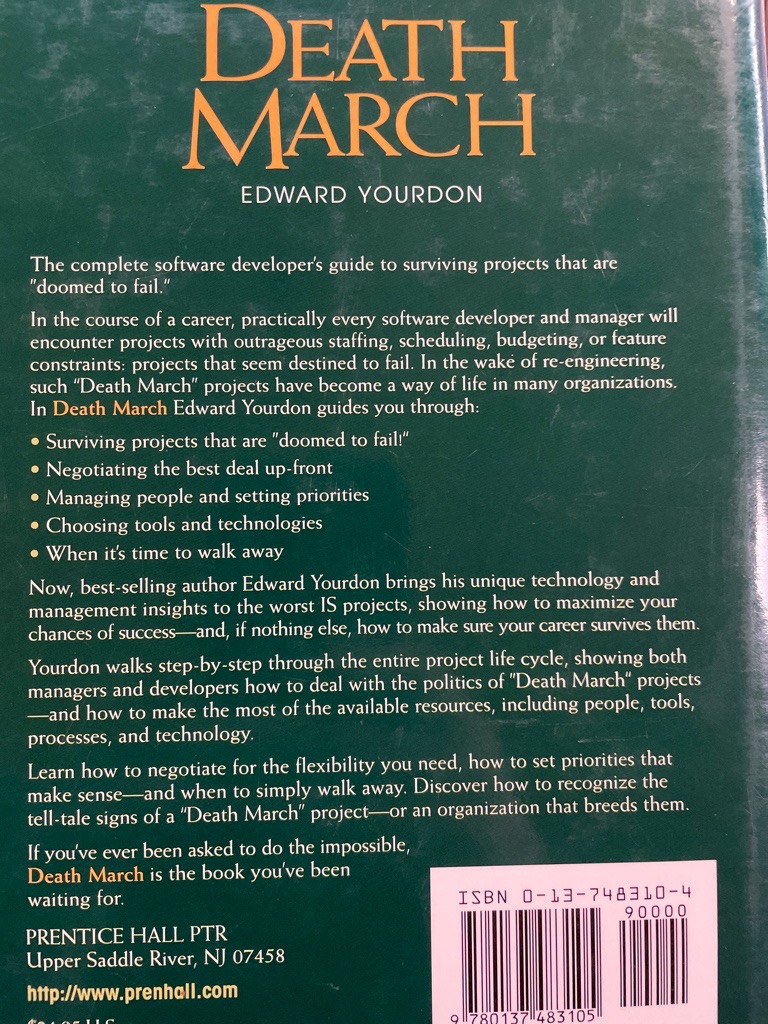 DEATH
MARCH
EDWARD YOURDON
The complete software developer's guide to surviving projects that are
"doomed to fail."
In the course of a career, practically every software developer and manager will
encounter projects with outrageous staffing, scheduling, budgeting, or feature
constraints: projects that seem destined to fail. In the wake of re-engineering,
such "Death March" projects have become a way of life in many organizations.
In Death March Edward Yourdon guides you through:
• Surviving projects that are "doomed to fail!"
• Negotiating the best deal up-front
• Managing people and setting priorities
• Choosing tools and technologies
• When it's time to walk away
Now, best-selling author Edward Yourdon brings his unique technology and
management insights to the worst IS projects, showing how to maximize your
chances of success—and, if nothing else, how to make sure your career survives them.
Yourdon walks step-by-step through the entire project life cycle, showing both
managers and developers how to deal with the politics of "Death March" projects
—and how to make the most of the available resources, including people, tools,
processes, and technology.
Learn how to negotiate for the flexibility you need, how to set priorities that
make sense—and when to simply walk away. Discover how to recognize the
tell-tale signs of a "Death March" project—or an organization that breeds them.
If you've ever been asked to do the impossible,
Death March is the book you've been
waiting for.
PRENTICE HALL PTR
Upper Saddle River, NJ 07458
http://www.prenhall.com
ISBN 0-13-748310-4
90000
9 780137 483105